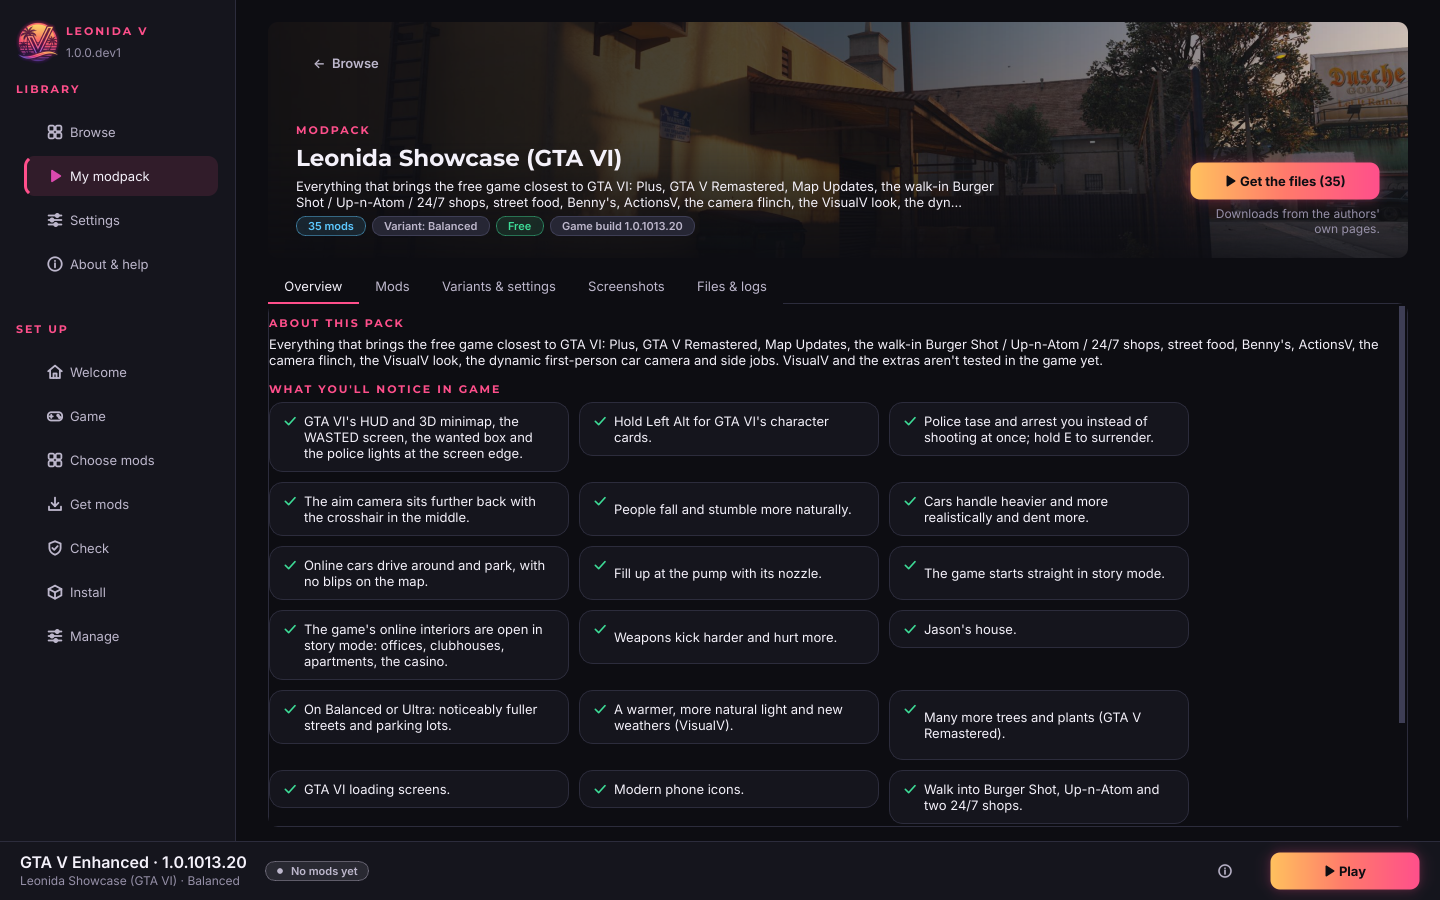 LEONIDA V
1.0.0.dev1
LIBRARY
Browse
My modpack
Settings
About & help
SET UP
Welcome
Game
Choose mods
Get mods
Check
Install
Manage
← Browse
Dusche
GOLD
MODPACK
Leonida Showcase (GTA VI)
Everything that brings the free game closest to GTA VI: Plus, GTA V Remastered, Map Updates, the walk-in Burger
Shot / Up-n-Atom / 24/7 shops, street food, Benny's, ActionsV, the camera flinch, the VisualV look, the dyn...
35 mods
Variant: Balanced
Free
Game build 1.0.1013.20
Get the files (35)
Downloads from the authors'
own pages.
Overview
Mods
Variants & settings
Screenshots
Files & logs
ABOUT THIS PACK
Everything that brings the free game closest to GTA VI: Plus, GTA V Remastered, Map Updates, the walk-in Burger Shot / Up-n-Atom / 24/7 shops, street food, Benny's, ActionsV, the
camera flinch, the VisualV look, the dynamic first-person car camera and side jobs. VisualV and the extras aren't tested in the game yet.
WHAT YOU'LL NOTICE IN GAME
GTA VI's HUD and 3D minimap, the
WASTED screen, the wanted box and
the police lights at the screen edge.
Hold Left Alt for GTA VI's character
cards.
Police tase and arrest you instead of
shooting at once; hold E to surrender.
The aim camera sits further back with
the crosshair in the middle.
People fall and stumble more naturally.
Cars handle heavier and more
realistically and dent more.
Online cars drive around and park, with
no blips on the map.
Fill up at the pump with its nozzle.
The game starts straight in story mode.
The game's online interiors are open in
story mode: offices, clubhouses,
apartments, the casino.
Weapons kick harder and hurt more.
Jason's house.
On Balanced or Ultra: noticeably fuller
streets and parking lots.
A warmer, more natural light and new
weathers (VisualV).
Many more trees and plants (GTA V
Remastered).
GTA VI loading screens.
Modern phone icons.
Walk into Burger Shot, Up-n-Atom and
two 24/7 shops.
GTA V Enhanced · 1.0.1013.20
Leonida Showcase (GTA VI) · Balanced
No mods yet
Play